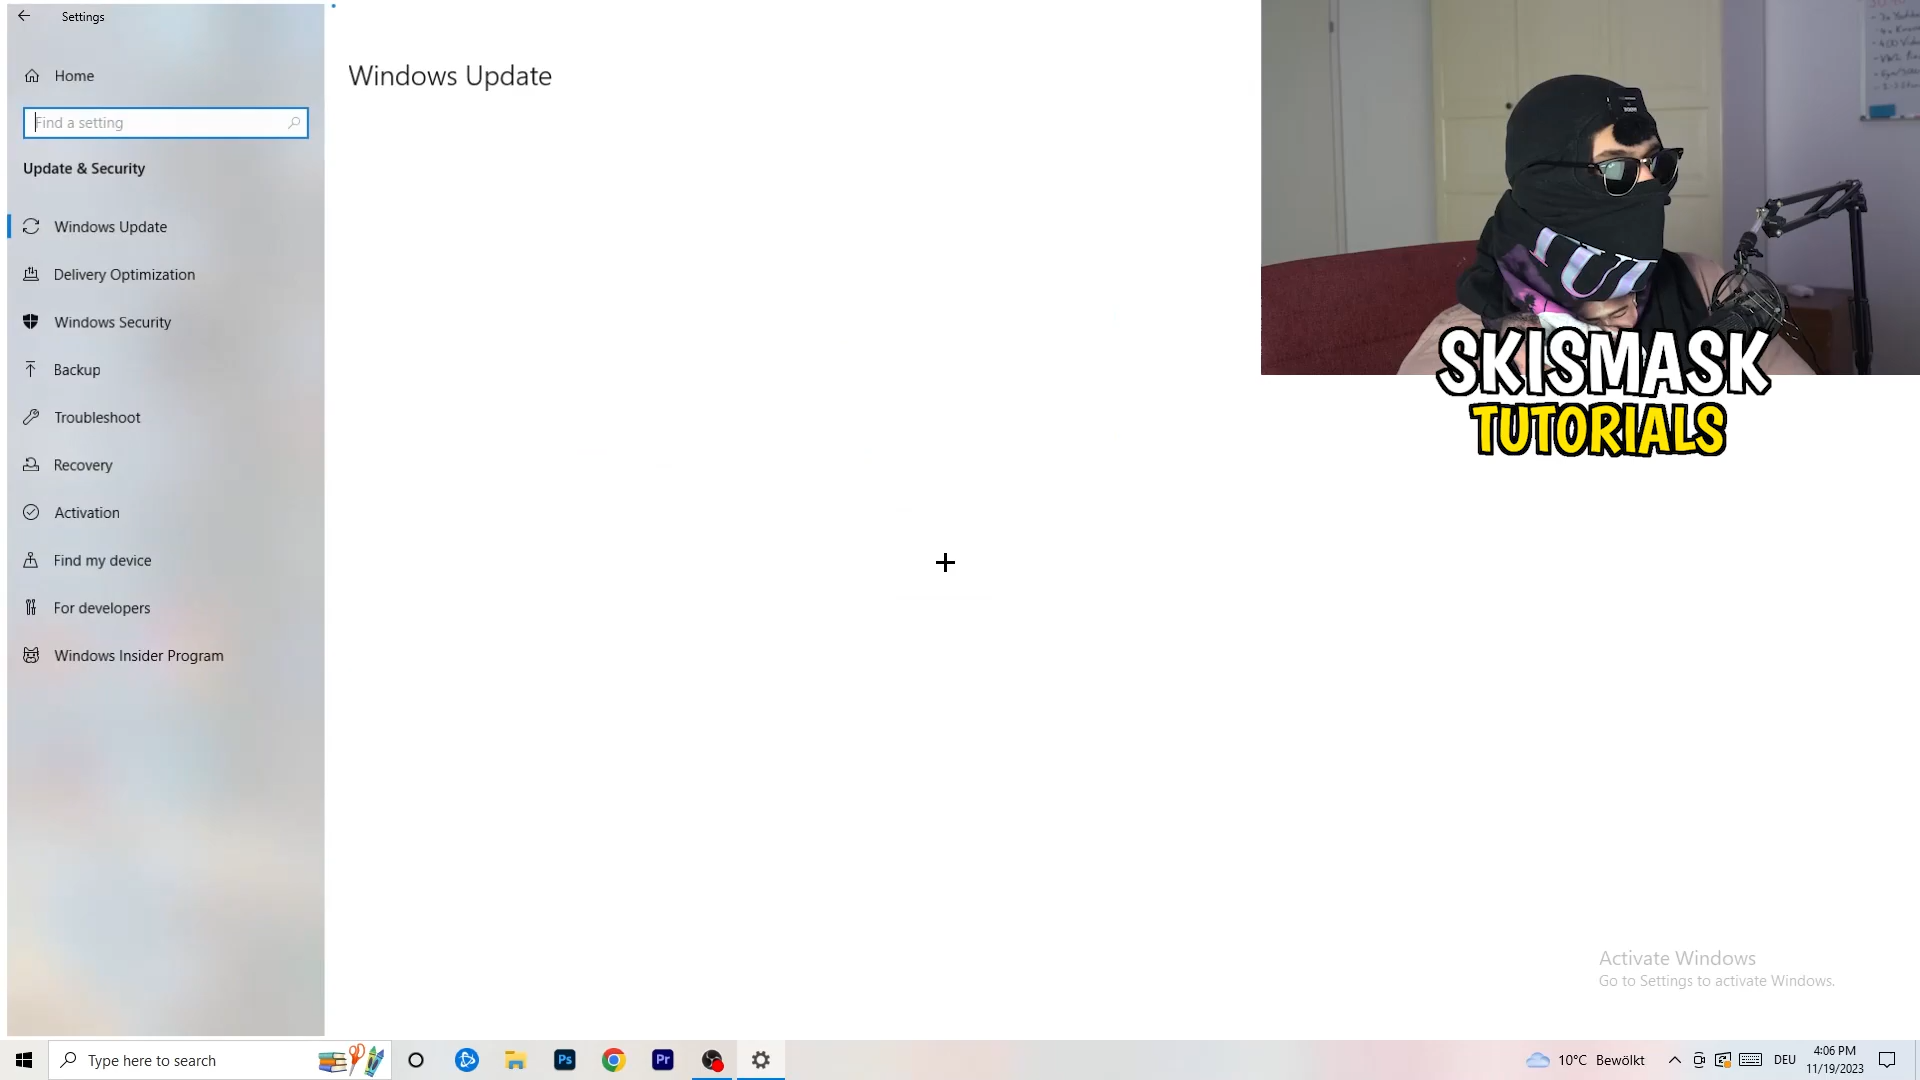 Settings
Home
Find a setting
Update & Security
Windows Update
Delivery Optimization
Windows Security
Backup
Troubleshoot
Recovery
Activation
Find my device
For developers
Windows Insider Program
Windows Update
SKISMASK
TUTORIALS
Activate Windows
Go to Settings to activate Windows.
Type here to search
Ps
Pr
10°C Bewölkt
DEU
4:06 PM
11/19/2023